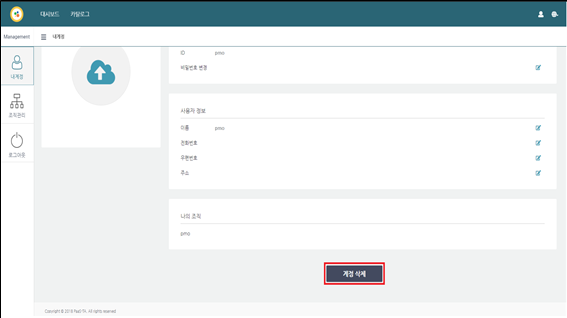 대시보드 카탈로그
Management 내계정
내계정
조직관리
로그아웃
ID pmo
비밀번호 변경
사용자 정보
이름 pmo
전화번호
우편번호
주소
나의 조직
pmo
계정 삭제
Copyright © 2018 PaaS-TA. All rights reserved